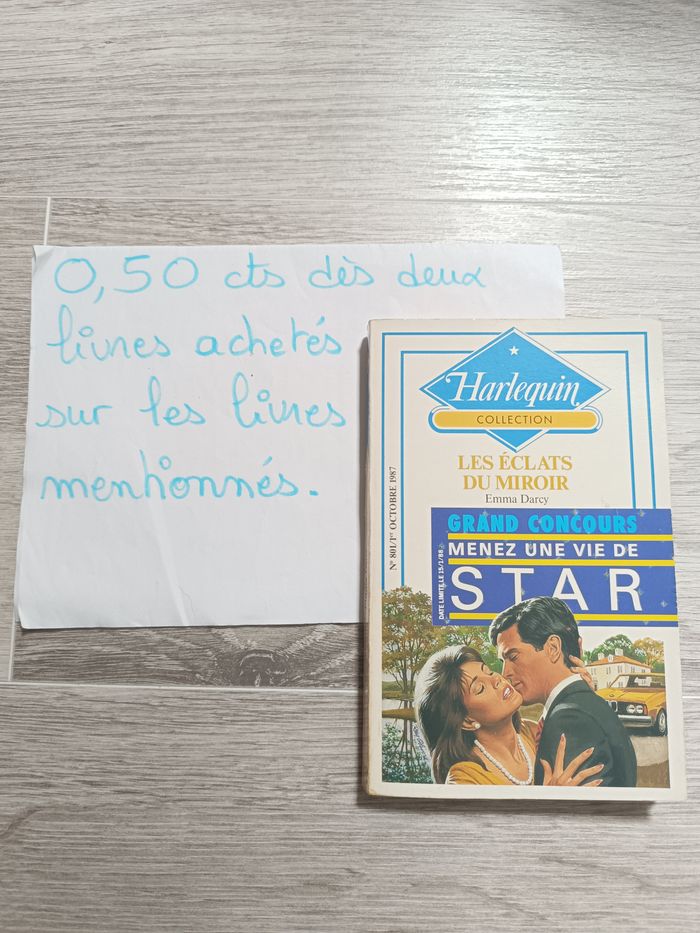 0,50 cts dès deux
livres achetés
sur les livres
mentionnés.
Harlequin
COLLECTION
LES ÉCLATS
DU MIROIR
Emma Darcy
N° 801/1er OCTOBRE 1987
GRAND CONCOURS
MENEZ UNE VIE DE
STAR
DATE LIMITE LE 15/1/88